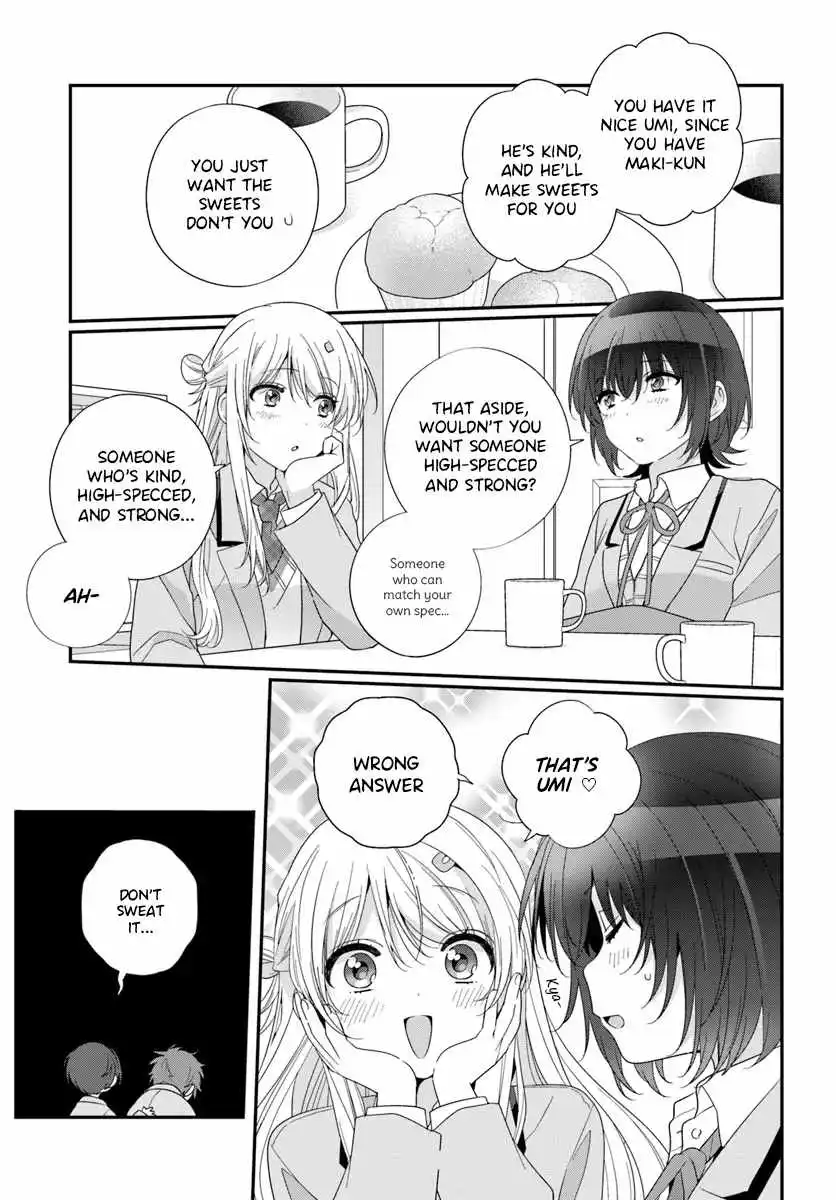 YOU HAVE IT
NICE UMI, SINCE
YOU HAVE
MAKI-KUN
HE'S KIND,
AND HE'LL
MAKE SWEETS
FOR YOU
YOU JUST
WANT THE
SWEETS
DON'T YOU
THAT ASIDE,
WOULDN'T YOU
WANT SOMEONE
HIGH-SPECCED
AND STRONG?
Someone
who can
match your
own spec...
SOMEONE
WHO'S KIND,
HIGH-SPECCED,
AND STRONG...
AH-
THAT'S
UMI ♡
WRONG
ANSWER
Kya-
DON'T
SWEAT
IT...